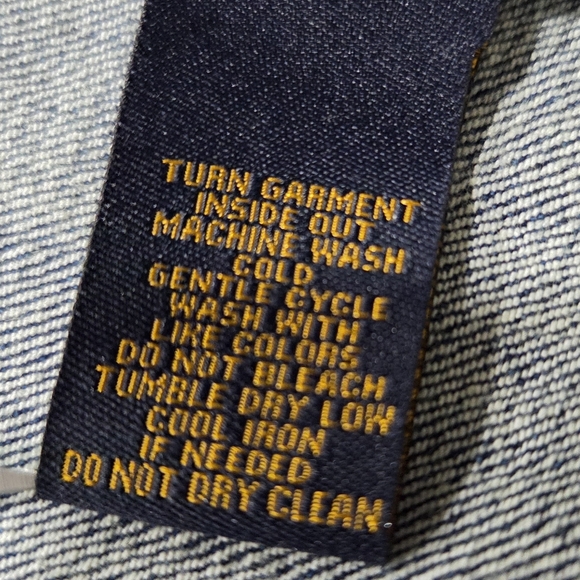 TURN GARMENT
INSIDE OUT
MACHINE WASH
COLD
GENTLE CYCLE
WASH WITH
LIKE COLORS
DO NOT BLEACH
TUMBLE DRY LOW
COOL IRON
IF NEEDED
DO NOT DRY CLEAN